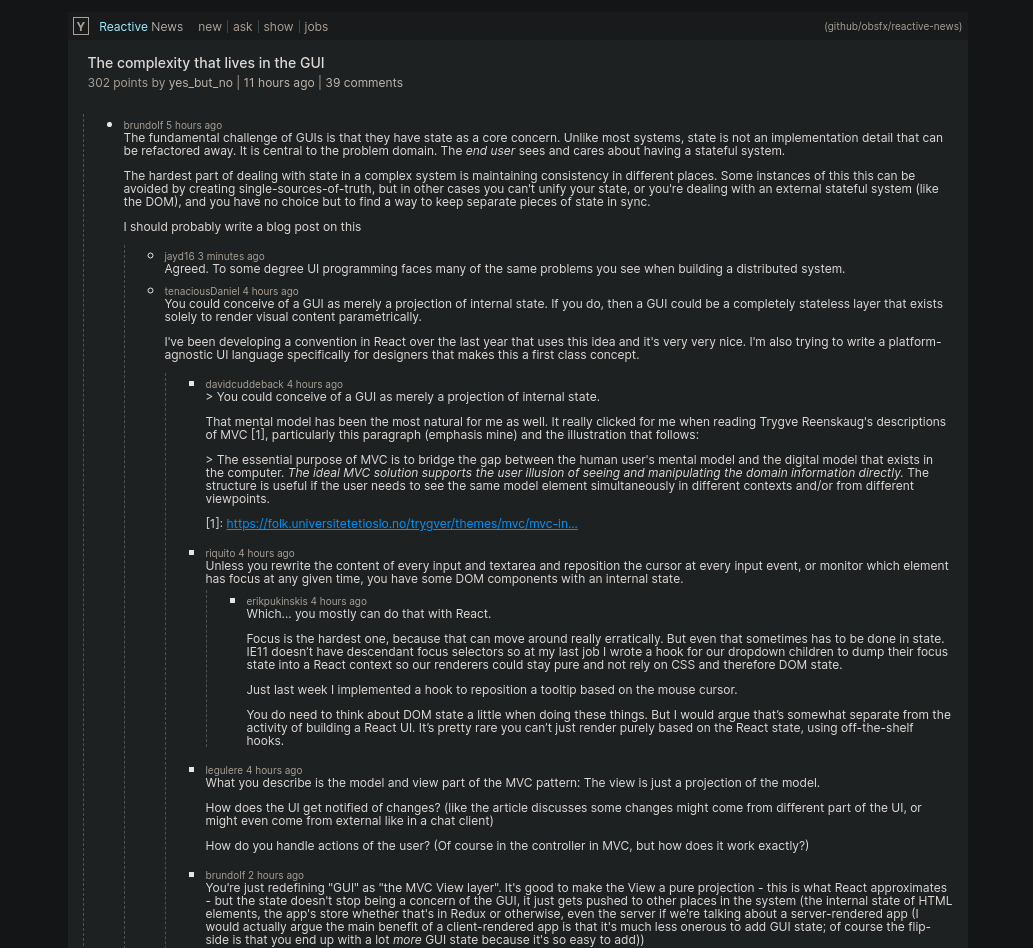 Y Reactive News new | ask | show | jobs (github/obsfx/reactive-news)
The complexity that lives in the GUI
302 points by yes_but_no | 11 hours ago | 39 comments
brundolf 5 hours ago
The fundamental challenge of GUIs is that they have state as a core concern. Unlike most systems, state is not an implementation detail that can
be refactored away. It is central to the problem domain. The end user sees and cares about having a stateful system.
The hardest part of dealing with state in a complex system is maintaining consistency in different places. Some instances of this this can be
avoided by creating single-sources-of-truth, but in other cases you can't unify your state, or you're dealing with an external stateful system (like
the DOM), and you have no choice but to find a way to keep separate pieces of state in sync.
I should probably write a blog post on this
jayd16 3 minutes ago
Agreed. To some degree UI programming faces many of the same problems you see when building a distributed system.
tenaciousDaniel 4 hours ago
You could conceive of a GUI as merely a projection of internal state. If you do, then a GUI could be a completely stateless layer that exists
solely to render visual content parametrically.
I've been developing a convention in React over the last year that uses this idea and it's very very nice. I'm also trying to write a platform-
agnostic UI language specifically for designers that makes this a first class concept.
davidcuddeback 4 hours ago
> You could conceive of a GUI as merely a projection of internal state.
That mental model has been the most natural for me as well. It really clicked for me when reading Trygve Reenskaug's descriptions
of MVC [1], particularly this paragraph (emphasis mine) and the illustration that follows:
> The essential purpose of MVC is to bridge the gap between the human user's mental model and the digital model that exists in
the computer. The ideal MVC solution supports the user illusion of seeing and manipulating the domain information directly. The
structure is useful if the user needs to see the same model element simultaneously in different contexts and/or from different
viewpoints.
[1]: https://folk.universitetetioslo.no/trygver/themes/mvc/mvc-in...
riquito 4 hours ago
Unless you rewrite the content of every input and textarea and reposition the cursor at every input event, or monitor which element
has focus at any given time, you have some DOM components with an internal state.
erikpukinskis 4 hours ago
Which... you mostly can do that with React.
Focus is the hardest one, because that can move around really erratically. But even that sometimes has to be done in state.
IE11 doesn't have descendant focus selectors so at my last job I wrote a hook for our dropdown children to dump their focus
state into a React context so our renderers could stay pure and not rely on CSS and therefore DOM state.
Just last week I implemented a hook to reposition a tooltip based on the mouse cursor.
You do need to think about DOM state a little when doing these things. But I would argue that's somewhat separate from the
activity of building a React UI. It's pretty rare you can't just render purely based on the React state, using off-the-shelf
hooks.
legulere 4 hours ago
What you describe is the model and view part of the MVC pattern: The view is just a projection of the model.
How does the UI get notified of changes? (like the article discusses some changes might come from different part of the UI, or
might even come from external like in a chat client)
How do you handle actions of the user? (Of course in the controller in MVC, but how does it work exactly?)
brundolf 2 hours ago
You're just redefining "GUI" as "the MVC View layer". It's good to make the View a pure projection - this is what React approximates
- but the state doesn't stop being a concern of the GUI, it just gets pushed to other places in the system (the internal state of HTML
elements, the app's store whether that's in Redux or otherwise, even the server if we're talking about a server-rendered app (I
would actually argue the main benefit of a client-rendered app is that it's much less onerous to add GUI state; of course the flip-
side is that you end up with a lot more GUI state because it's so easy to add))